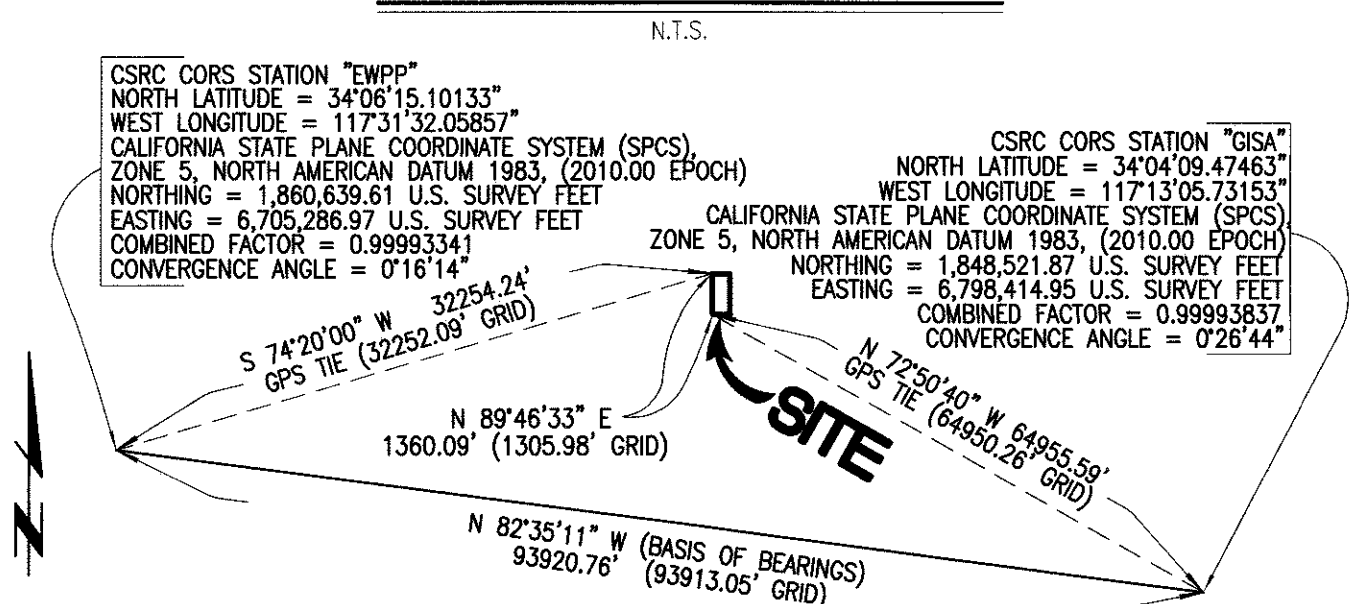 N.T.S.
CSRC CORS STATION "EWPP"
NORTH LATITUDE = 34°06'15.10133"
WEST LONGITUDE = 117°31'32.05857"
CALIFORNIA STATE PLANE COORDINATE SYSTEM (SPCS),
ZONE 5, NORTH AMERICAN DATUM 1983, (2010.00 EPOCH)
NORTHING = 1,860,639.61 U.S. SURVEY FEET
EASTING = 6,705,286.97 U.S. SURVEY FEET
COMBINED FACTOR = 0.99993341
CONVERGENCE ANGLE = 0°16'14"
CSRC CORS STATION "GISA"
NORTH LATITUDE = 34°04'09.47463"
WEST LONGITUDE = 117°13'05.73153"
CALIFORNIA STATE PLANE COORDINATE SYSTEM (SPCS),
ZONE 5, NORTH AMERICAN DATUM 1983, (2010.00 EPOCH)
NORTHING = 1,848,521.87 U.S. SURVEY FEET
EASTING = 6,798,414.95 U.S. SURVEY FEET
COMBINED FACTOR = 0.99993837
CONVERGENCE ANGLE = 0°26'44"
S 74°20'00" W 32254.24'
GPS TIE (32252.09' GRID)
N 89°46'33" E
1360.09' (1305.98' GRID)
SITE
N 72°50'40" W 64955.59'
GPS TIE (64950.26' GRID)
N 82°35'11" W (BASIS OF BEARINGS)
93920.76' (93913.05' GRID)
N